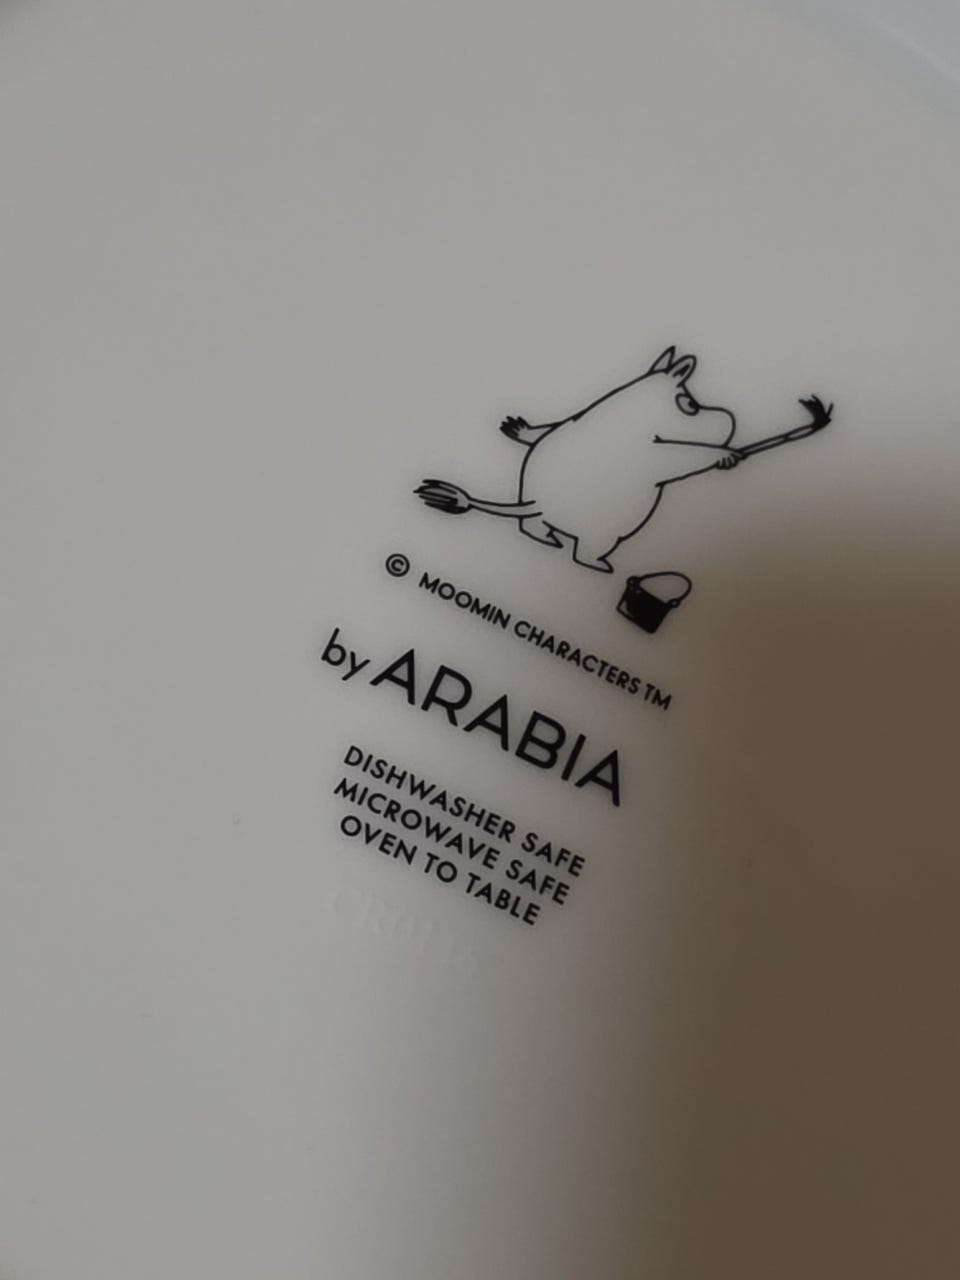 © MOOMIN CHARACTERS TM
by ARABIA
DISHWASHER SAFE
MICROWAVE SAFE
OVEN TO TABLE